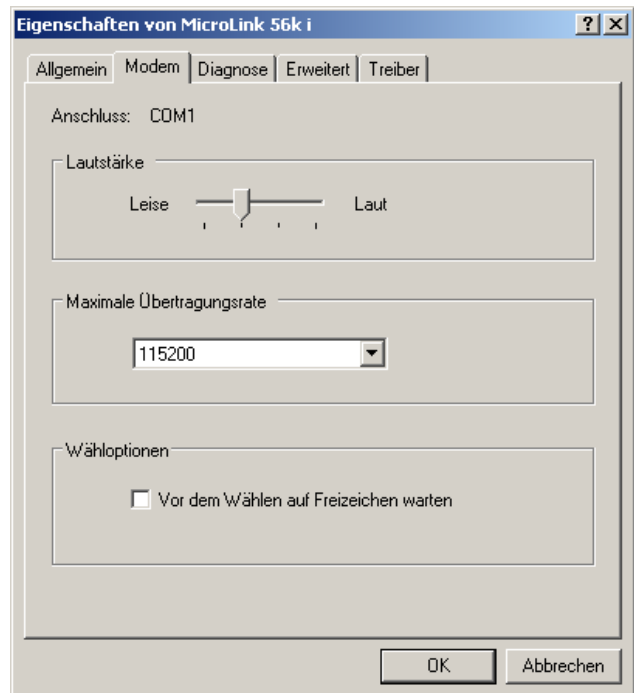 Eigenschaften von MicroLink 56k i
Allgemein Modem Diagnose Erweitert Treiber
Anschluss: COM1
Lautstärke
Leise Laut
Maximale Übertragungsrate
115200
Wähloptionen
Vor dem Wählen auf Freizeichen warten
OK Abbrechen